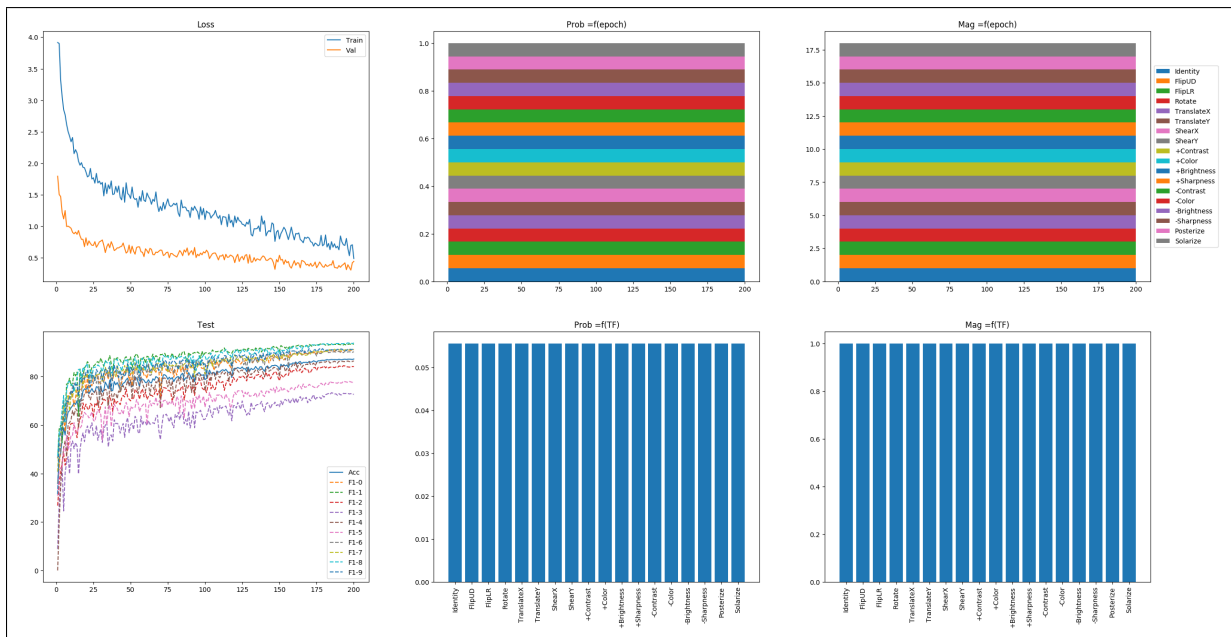 Loss
4.0
3.5
3.0
2.5
2.0
1.5
1.0
0.5
0 25 50 75 100 125 150 175 200
Train
Val
Prob =f(epoch)
1.0
0.8
0.6
0.4
0.2
0.0
0 25 50 75 100 125 150 175 200
Mag =f(epoch)
17.5
15.0
12.5
10.0
7.5
5.0
2.5
0.0
0 25 50 75 100 125 150 175 200
Identity
FlipUD
FlipLR
Rotate
TranslateX
TranslateY
ShearX
ShearY
+Contrast
+Color
+Brightness
+Sharpness
-Contrast
-Color
-Brightness
-Sharpness
Posterize
Solarize
Test
80
60
40
20
0
0 25 50 75 100 125 150 175 200
Acc
F1-0
F1-1
F1-2
F1-3
F1-4
F1-5
F1-6
F1-7
F1-8
F1-9
Prob =f(TF)
0.05
0.04
0.03
0.02
0.01
0.00
Identity
FlipUD
FlipLR
Rotate
TranslateX
TranslateY
ShearX
ShearY
+Contrast
+Color
+Brightness
+Sharpness
-Contrast
-Color
-Brightness
-Sharpness
Posterize
Solarize
Mag =f(TF)
1.0
0.8
0.6
0.4
0.2
0.0
Identity
FlipUD
FlipLR
Rotate
TranslateX
TranslateY
ShearX
ShearY
+Contrast
+Color
+Brightness
+Sharpness
-Contrast
-Color
-Brightness
-Sharpness
Posterize
Solarize